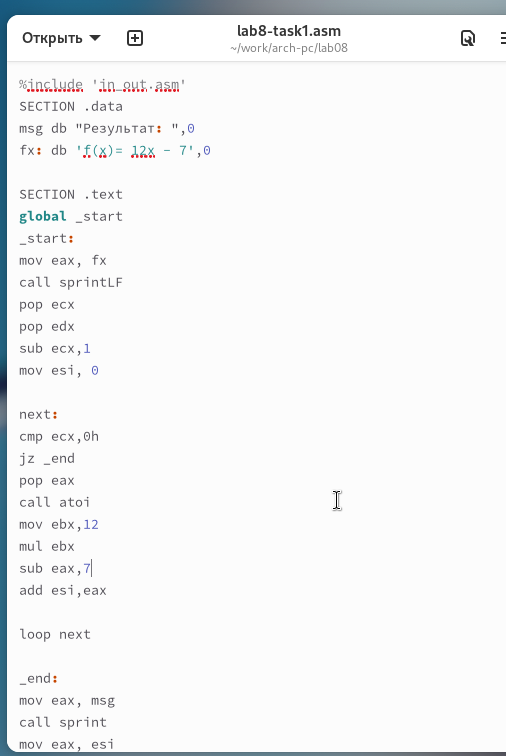 Открыть
lab8-task1.asm
~/work/arch-pc/lab08
%include 'in_out.asm'
SECTION .data
msg db "Результат: ",0
fx: db 'f(x)= 12x - 7',0
SECTION .text
global _start
_start:
mov eax, fx
call sprintLF
pop ecx
pop edx
sub ecx,1
mov esi, 0
next:
cmp ecx,0h
jz _end
pop eax
call atoi
mov ebx,12
mul ebx
sub eax,7
add esi,eax
loop next
_end:
mov eax, msg
call sprint
mov eax, esi